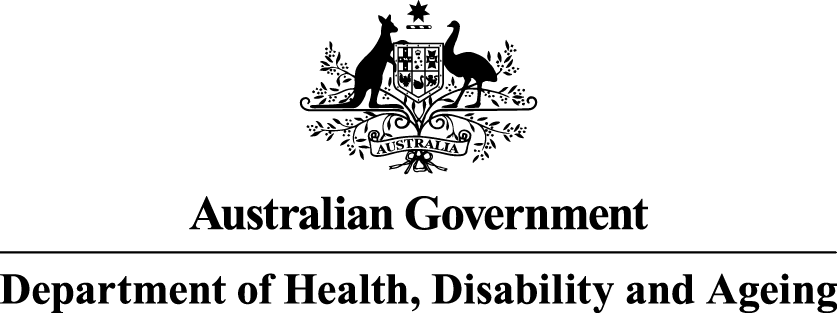 AUSTRALIA
Australian Government
Department of Health, Disability and Ageing